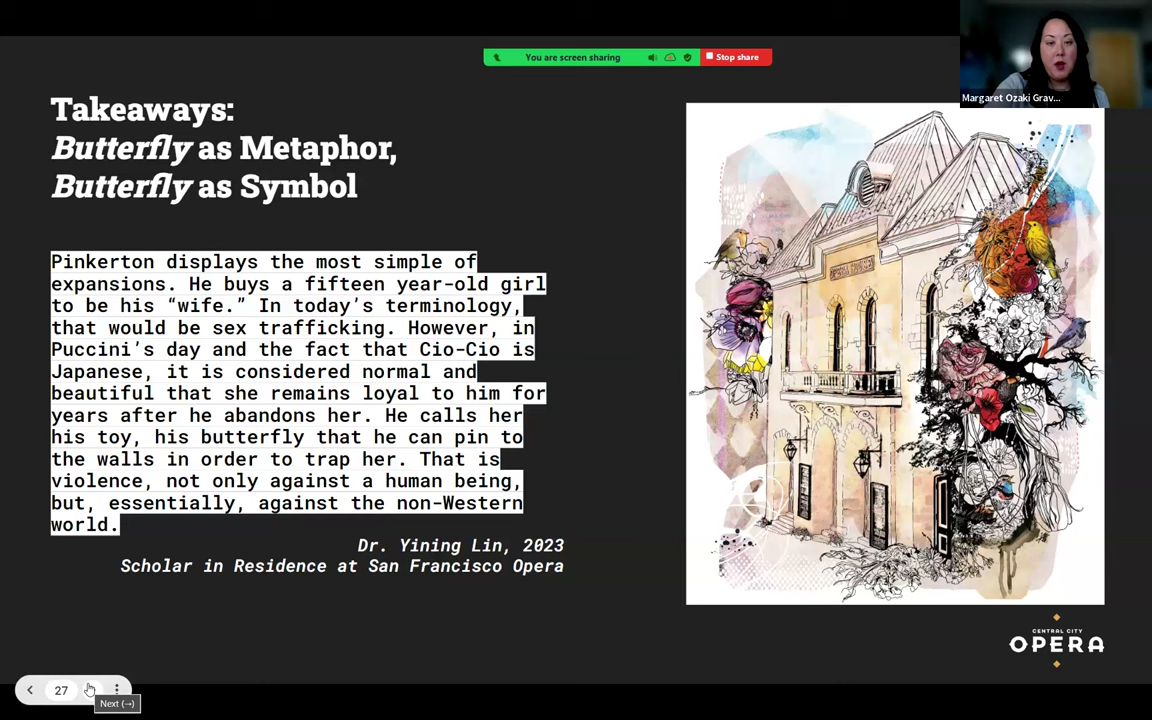 You are screen sharing
Stop share
Margaret Ozaki Grav...
Takeaways:
Butterfly as Metaphor,
Butterfly as Symbol
Pinkerton displays the most simple of
expansions. He buys a fifteen year-old girl
to be his “wife.” In today’s terminology,
that would be sex trafficking. However, in
Puccini’s day and the fact that Cio-Cio is
Japanese, it is considered normal and
beautiful that she remains loyal to him for
years after he abandons her. He calls her
his toy, his butterfly that he can pin to
the walls in order to trap her. That is
violence, not only against a human being,
but, essentially, against the non-Western
world.
Dr. Yining Lin, 2023
Scholar in Residence at San Francisco Opera
CENTRAL CITY
OPERA
27
Next (→)